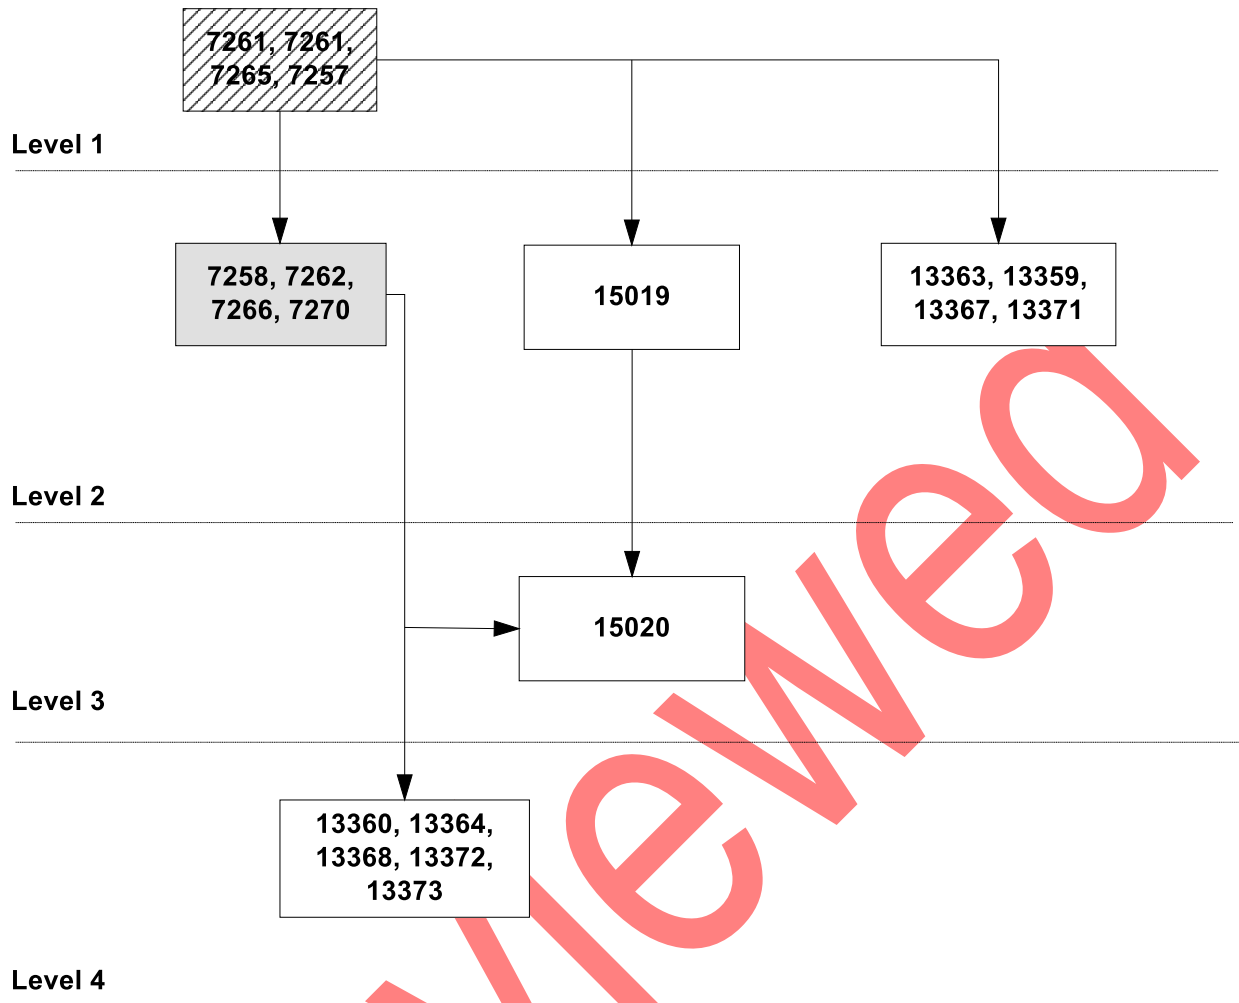 7261, 7261,
7265, 7257
Level 1
7258, 7262,
7266, 7270
15019
13363, 13359,
13367, 13371
Level 2
15020
Level 3
13360, 13364,
13368, 13372,
13373
Level 4
viewed